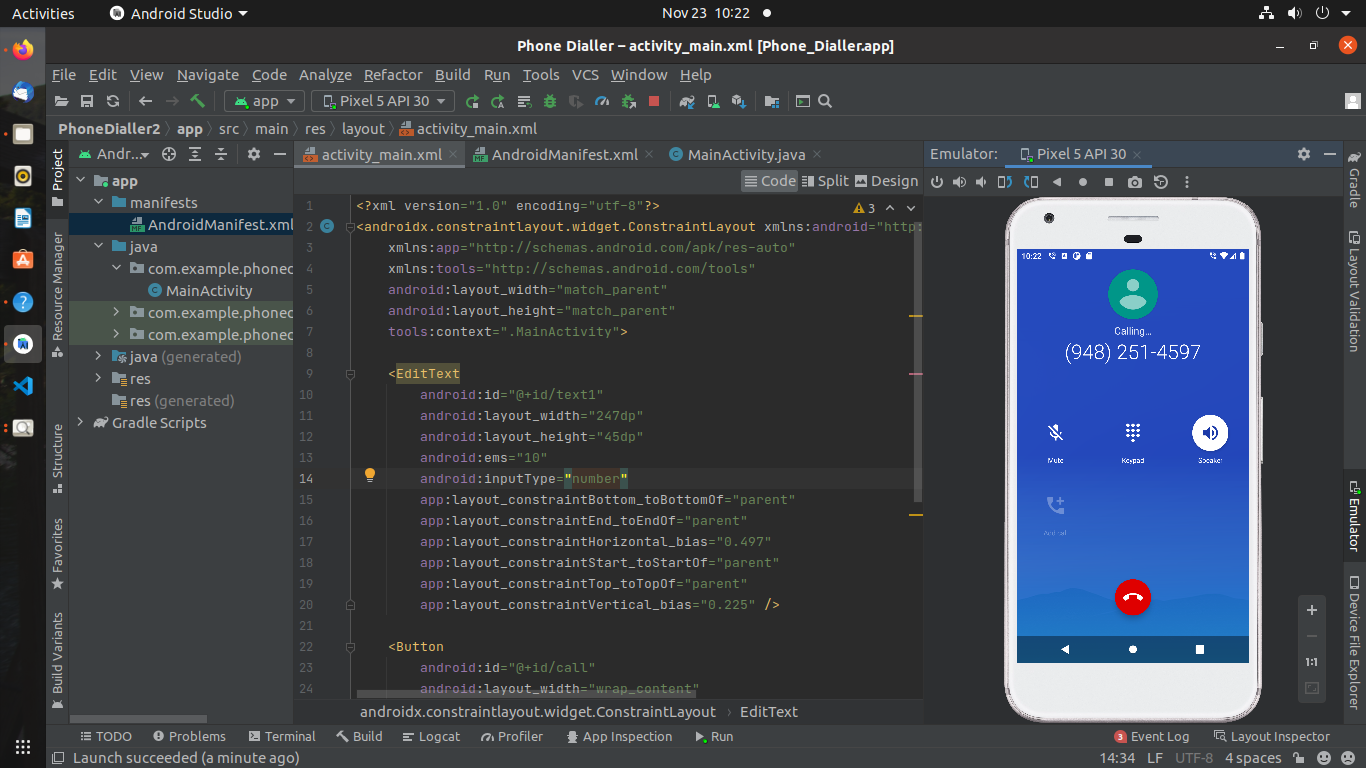 Activities
Android Studio
Nov 23 10:22
Phone Dialler – activity_main.xml [Phone_Dialler.app]
File Edit View Navigate Code Analyze Refactor Build Run Tools VCS Window Help
app
Pixel 5 API 30
PhoneDialler2 app src main res layout activity_main.xml
Project
Andr...
activity_main.xml
AndroidManifest.xml
MainActivity.java
Emulator: Pixel 5 API 30
Code Split Design
app
manifests
AndroidManifest.xml
java
com.example.phoned
MainActivity
com.example.phoned
com.example.phoned
java (generated)
res
res (generated)
Gradle Scripts
Resource Manager
Structure
Favorites
Build Variants
3
1 <?xml version="1.0" encoding="utf-8"?>
2 <androidx.constraintlayout.widget.ConstraintLayout xmlns:android="http:
3 xmlns:app="http://schemas.android.com/apk/res-auto"
4 xmlns:tools="http://schemas.android.com/tools"
5 android:layout_width="match_parent"
6 android:layout_height="match_parent"
7 tools:context=".MainActivity">
8
9 <EditText
10 android:id="@+id/text1"
11 android:layout_width="247dp"
12 android:layout_height="45dp"
13 android:ems="10"
14 android:inputType="number"
15 app:layout_constraintBottom_toBottomOf="parent"
16 app:layout_constraintEnd_toEndOf="parent"
17 app:layout_constraintHorizontal_bias="0.497"
18 app:layout_constraintStart_toStartOf="parent"
19 app:layout_constraintTop_toTopOf="parent"
20 app:layout_constraintVertical_bias="0.225" />
21
22 <Button
23 android:id="@+id/call"
24 android:layout_width="wrap_content"
androidx.constraintlayout.widget.ConstraintLayout EditText
10:22
Calling...
(948) 251-4597
Mute
Keypad
Speaker
Add call
1:1
Gradle
Layout Validation
Emulator
Device File Explorer
TODO Problems Terminal Build Logcat Profiler App Inspection Run
3 Event Log Layout Inspector
Launch succeeded (a minute ago)
14:34 LF UTF-8 4 spaces